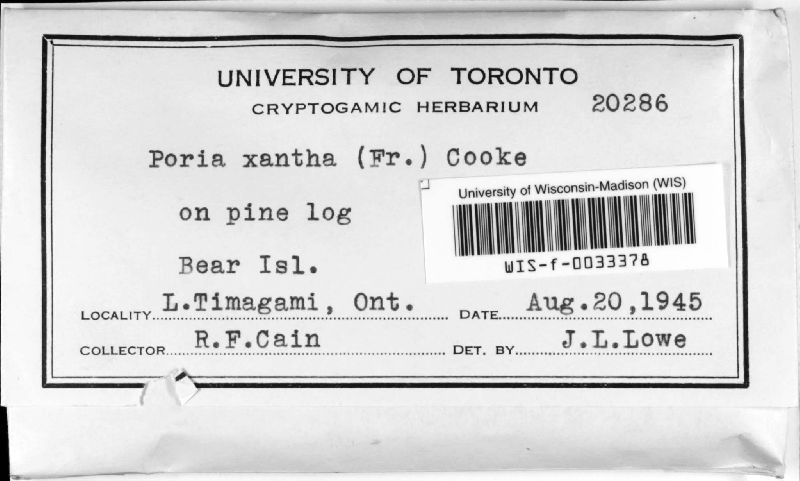 UNIVERSITY OF TORONTO
CRYPTOGAMIC HERBARIUM 20286
Poria xantha (Fr.) Cooke
on pine log
University of Wisconsin-Madison (WIS)
WIS-f-0033378
Bear Isl.
LOCALITY L.Timagami, Ont. DATE Aug.20,1945
COLLECTOR R.F.Cain DET. BY J.L.Lowe